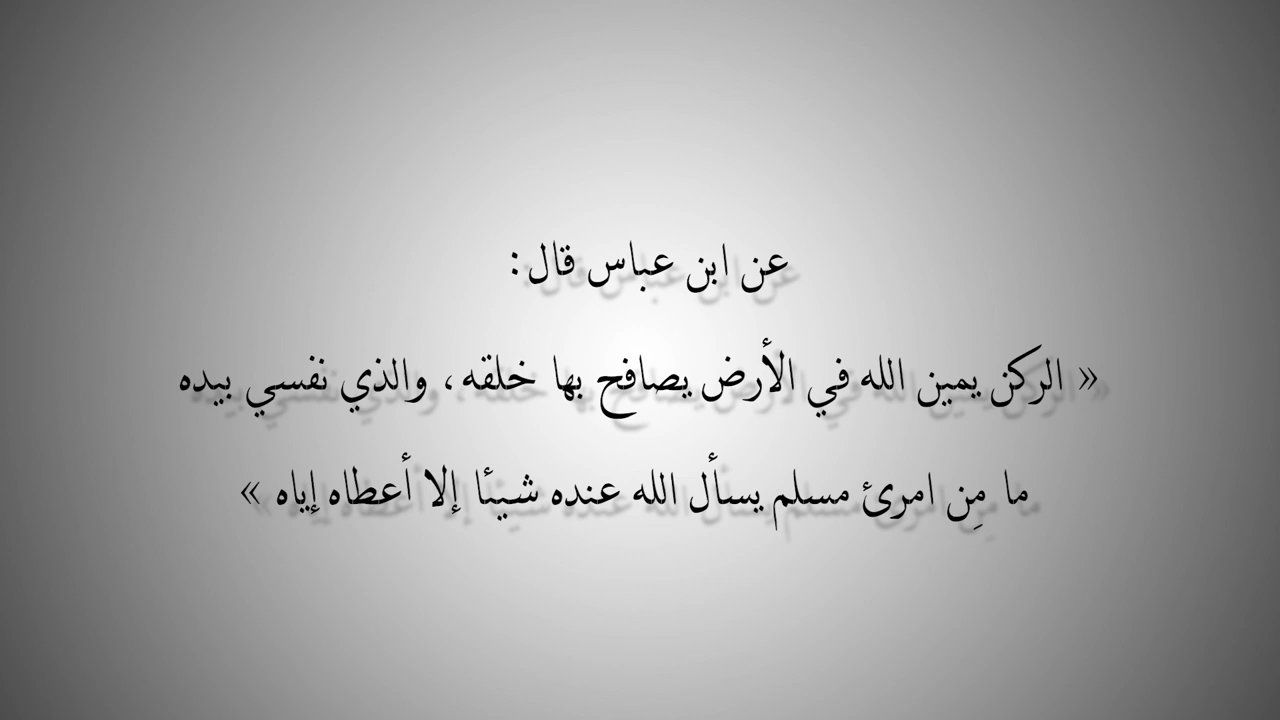 عن ابن عباس قال:
« الركن يمين الله في الأرض يصافح بها خلقه، والذي نفسي بيده
ما مِن امرئ مسلم يسأل الله عنده شيئا إلا أعطاه إياه »